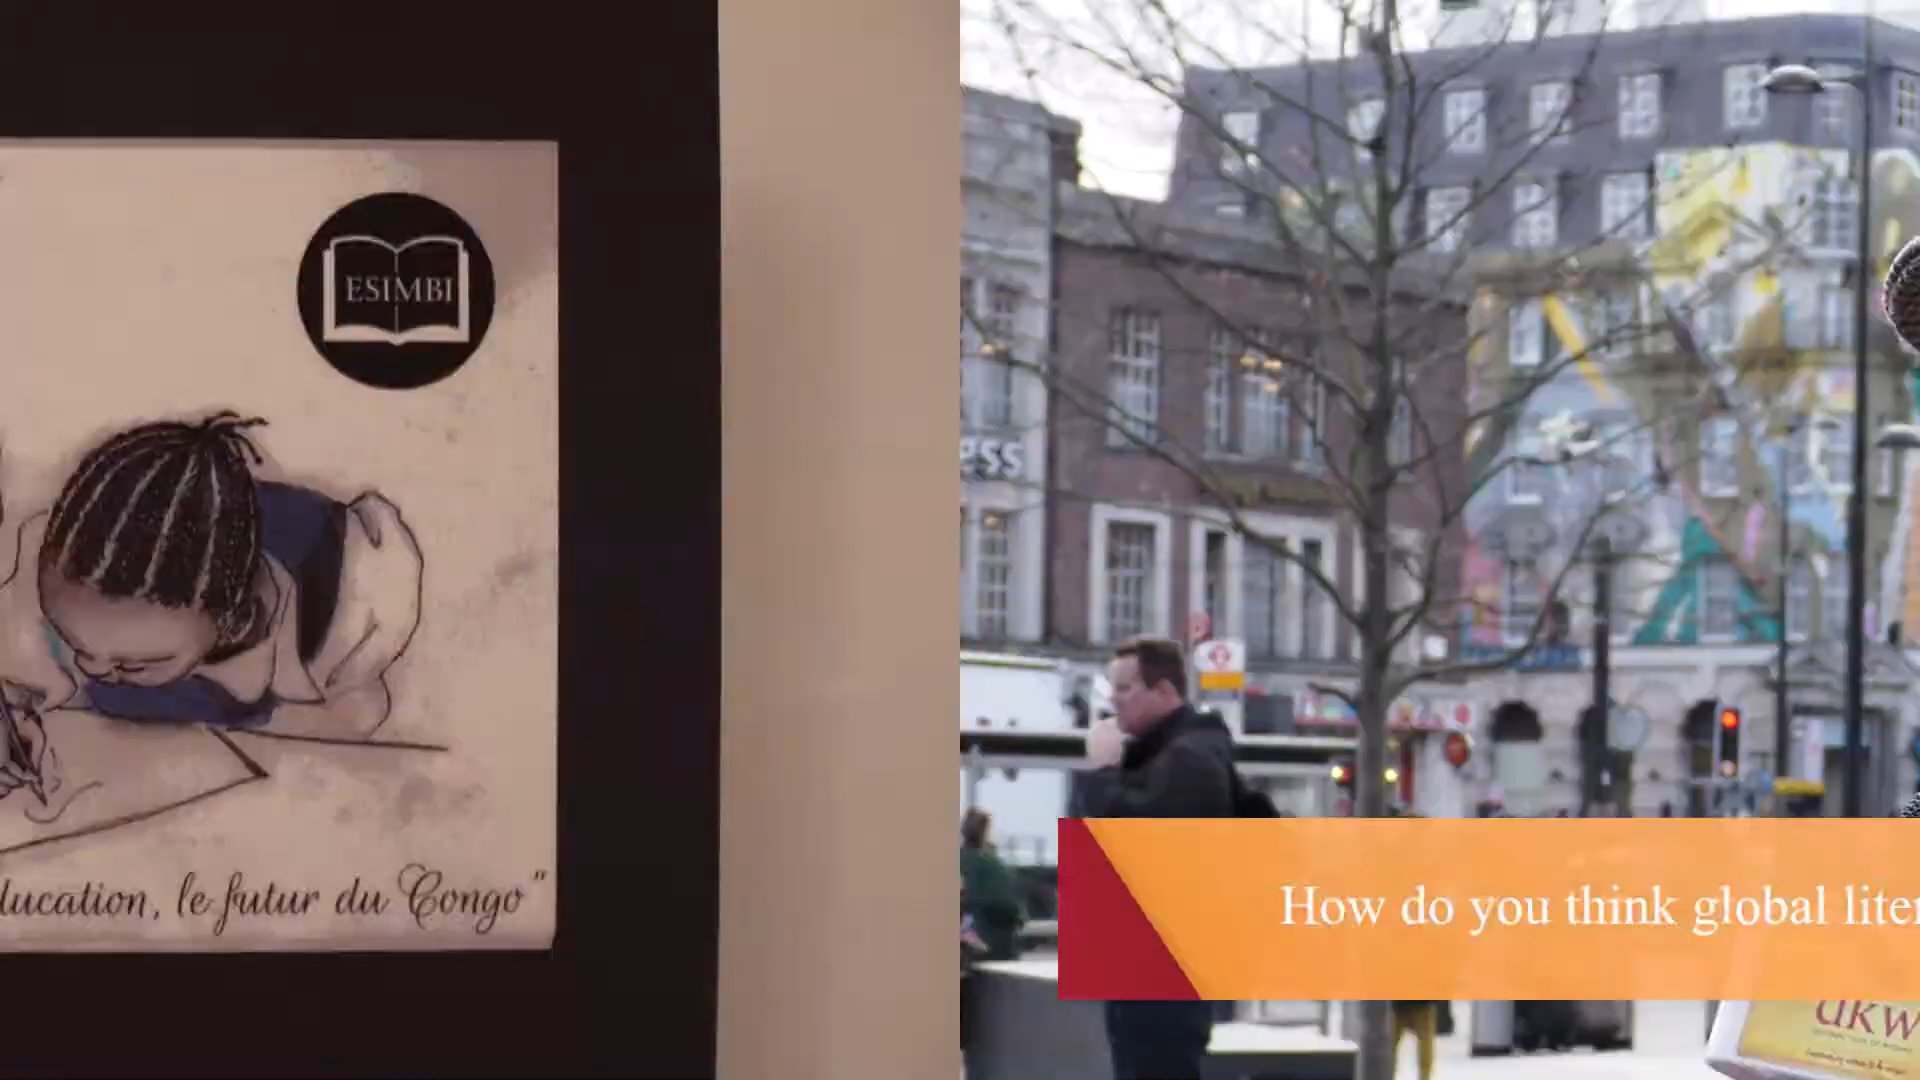 ESIMBI
ducation, le futur du Congo"
ess
How do you think global liter